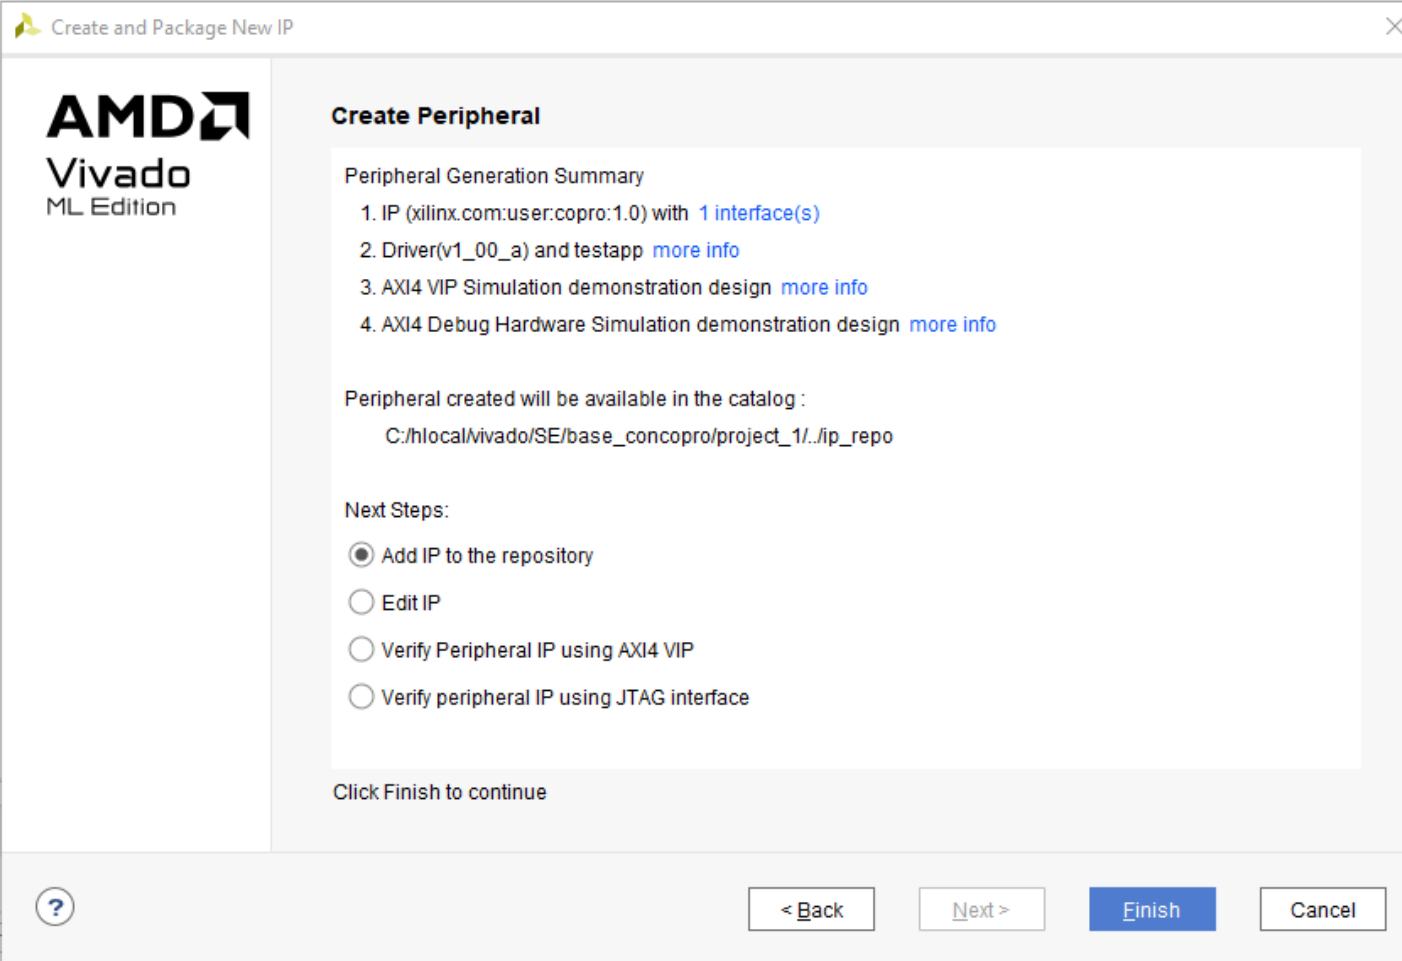 Create and Package New IP
AMD
Vivado
ML Edition
Create Peripheral
Peripheral Generation Summary
1. IP (xilinx.com:user:copro:1.0) with 1 interface(s)
2. Driver(v1_00_a) and testapp more info
3. AXI4 VIP Simulation demonstration design more info
4. AXI4 Debug Hardware Simulation demonstration design more info
Peripheral created will be available in the catalog :
C:/hlocal/vivado/SE/base_concopro/project_1/../ip_repo
Next Steps:
Add IP to the repository
Edit IP
Verify Peripheral IP using AXI4 VIP
Verify peripheral IP using JTAG interface
Click Finish to continue
?
< Back
Next >
Finish
Cancel